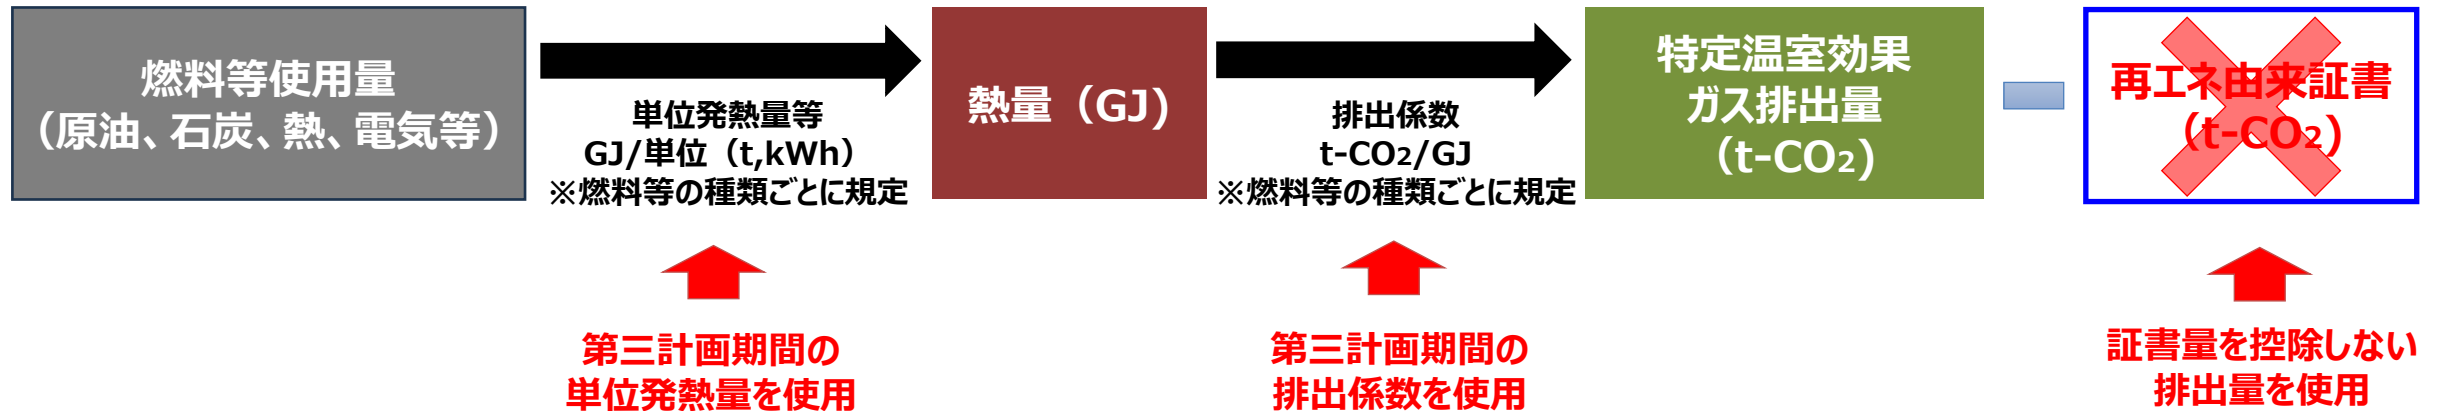 燃料等使用量
（原油、石炭、熱、電気等）
単位発熱量等
GJ/単位（t,kWh）
※燃料等の種類ごとに規定
熱量（GJ)
排出係数
t-CO2/GJ
※燃料等の種類ごとに規定
特定温室効果
ガス排出量
（t-CO2)
再エネ由来証書
（t-CO2)
第三計画期間の
単位発熱量を使用
第三計画期間の
排出係数を使用
証書量を控除しない
排出量を使用